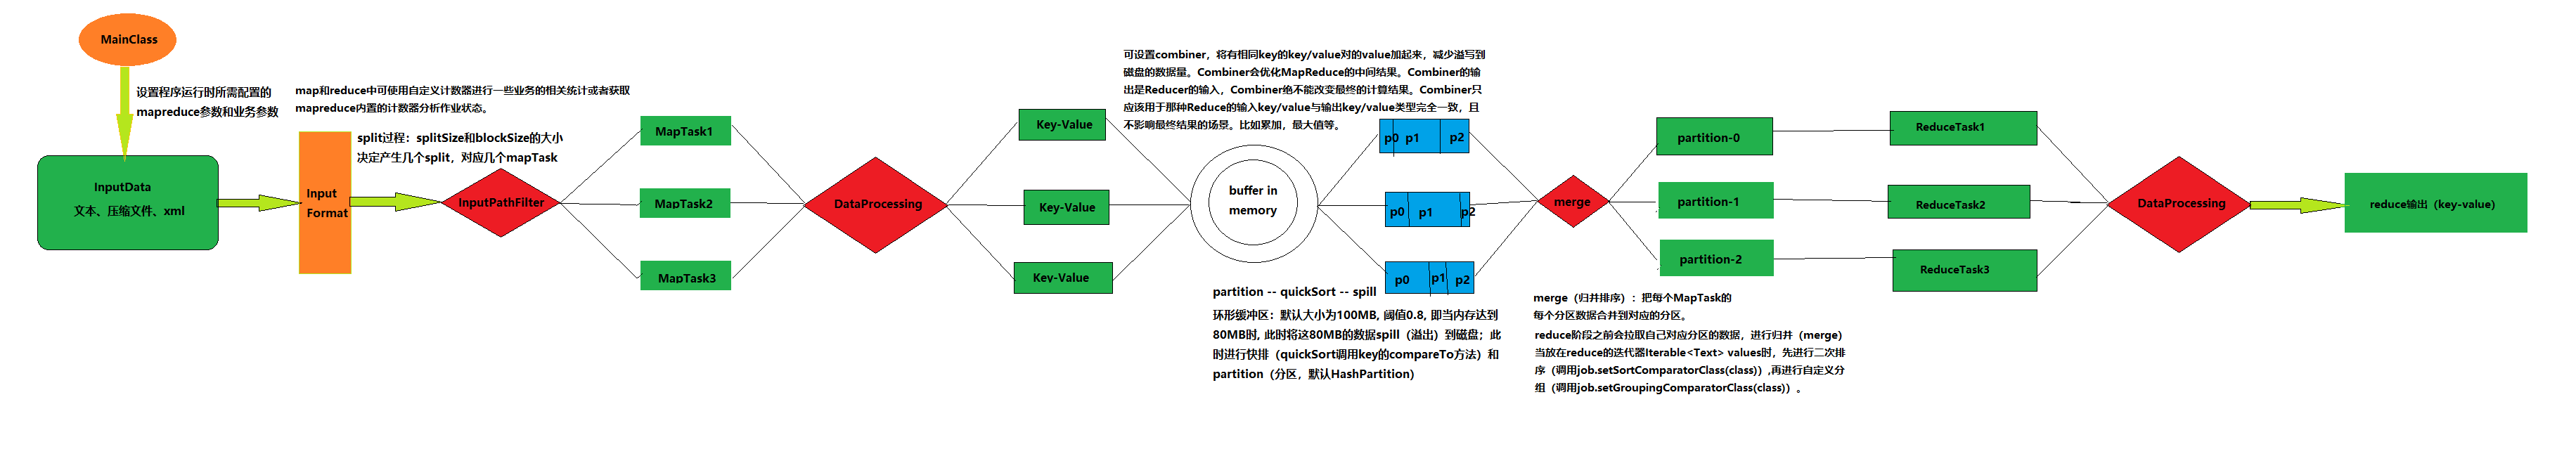 MainClass
设置程序运行时所需配置的
mapreduce参数和业务参数
InputData
文本、压缩文件、xml
map和reduce中可使用自定义计数器进行一些业务的相关统计或者获取
mapreduce内置的计数器分析作业状态。
Input
Format
split过程：splitSize和blockSize的大小
决定产生几个split，对应几个mapTask
InputPathFilter
MapTask1
MapTask2
MapTask3
DataProcessing
Key-Value
Key-Value
Key-Value
可设置combiner，将有相同key的key/value对的value加起来，减少溢写到
磁盘的数据量。Combiner会优化MapReduce的中间结果。Combiner的输
出是Reducer的输入，Combiner绝不能改变最终的计算结果。Combiner只
应该用于那种Reduce的输入key/value与输出key/value类型完全一致，且
不影响最终结果的场景。比如累加，最大值等。
buffer in
memory
p0 p1 p2
p0 p1 p2
p0 p1 p2
partition -- quickSort -- spill
环形缓冲区：默认大小为100MB, 阈值0.8, 即当内存达到
80MB时, 此时将这80MB的数据spill（溢出）到磁盘；此
时进行快排（quickSort调用key的compareTo方法）和
partition（分区，默认HashPartition）
merge
merge（归并排序）：把每个MapTask的
每个分区数据合并到对应的分区。
reduce阶段之前会拉取自己对应分区的数据，进行归并（merge）
当放在reduce的迭代器Iterable<Text> values时，先进行二次排
序（调用job.setSortComparatorClass(class)）,再进行自定义分
组（调用job.setGroupingComparatorClass(class)）。
partition-0
partition-1
partition-2
ReduceTask1
ReduceTask2
ReduceTask3
DataProcessing
reduce输出（key-value）